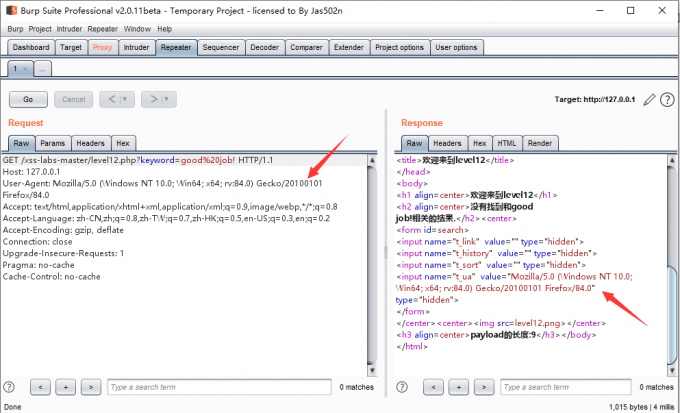 Burp Suite Professional v2.0.11beta - Temporary Project - licensed to By Jas502n
Burp Project Intruder Repeater Window Help
Dashboard Target Proxy Intruder Repeater Sequencer Decoder Comparer Extender Project options User options
1 × ...
Go Cancel < | ▼ > | ▼ Target: http://127.0.0.1 ?
Request
Raw Params Headers Hex
GET /xss-labs-master/level12.php?keyword=good%20job! HTTP/1.1
Host: 127.0.0.1
User-Agent: Mozilla/5.0 (Windows NT 10.0; Win64; x64; rv:84.0) Gecko/20100101
Firefox/84.0
Accept: text/html,application/xhtml+xml,application/xml;q=0.9,image/webp,*/*;q=0.8
Accept-Language: zh-CN,zh;q=0.8,zh-TW;q=0.7,zh-HK;q=0.5,en-US;q=0.3,en;q=0.2
Accept-Encoding: gzip, deflate
Connection: close
Upgrade-Insecure-Requests: 1
Pragma: no-cache
Cache-Control: no-cache
? < + > Type a search term 0 matches
Response
Raw Headers Hex HTML Render
<title>欢迎来到level12</title>
</head>
<body>
<h1 align=center>欢迎来到level12</h1>
<h2 align=center>没有找到和good
job!相关的结果.</h2><center>
<form id=search>
<input name="t_link" value="" type="hidden">
<input name="t_history" value="" type="hidden">
<input name="t_sort" value="" type="hidden">
<input name="t_ua" value="Mozilla/5.0 (Windows NT 10.0;
Win64; x64; rv:84.0) Gecko/20100101 Firefox/84.0"
type="hidden">
</form>
</center><center><img src=level12.png></center>
<h3 align=center>payload的长度:9</h3></body>
</html>
? < + > Type a search term 0 matches
Done 1,015 bytes | 4 millis